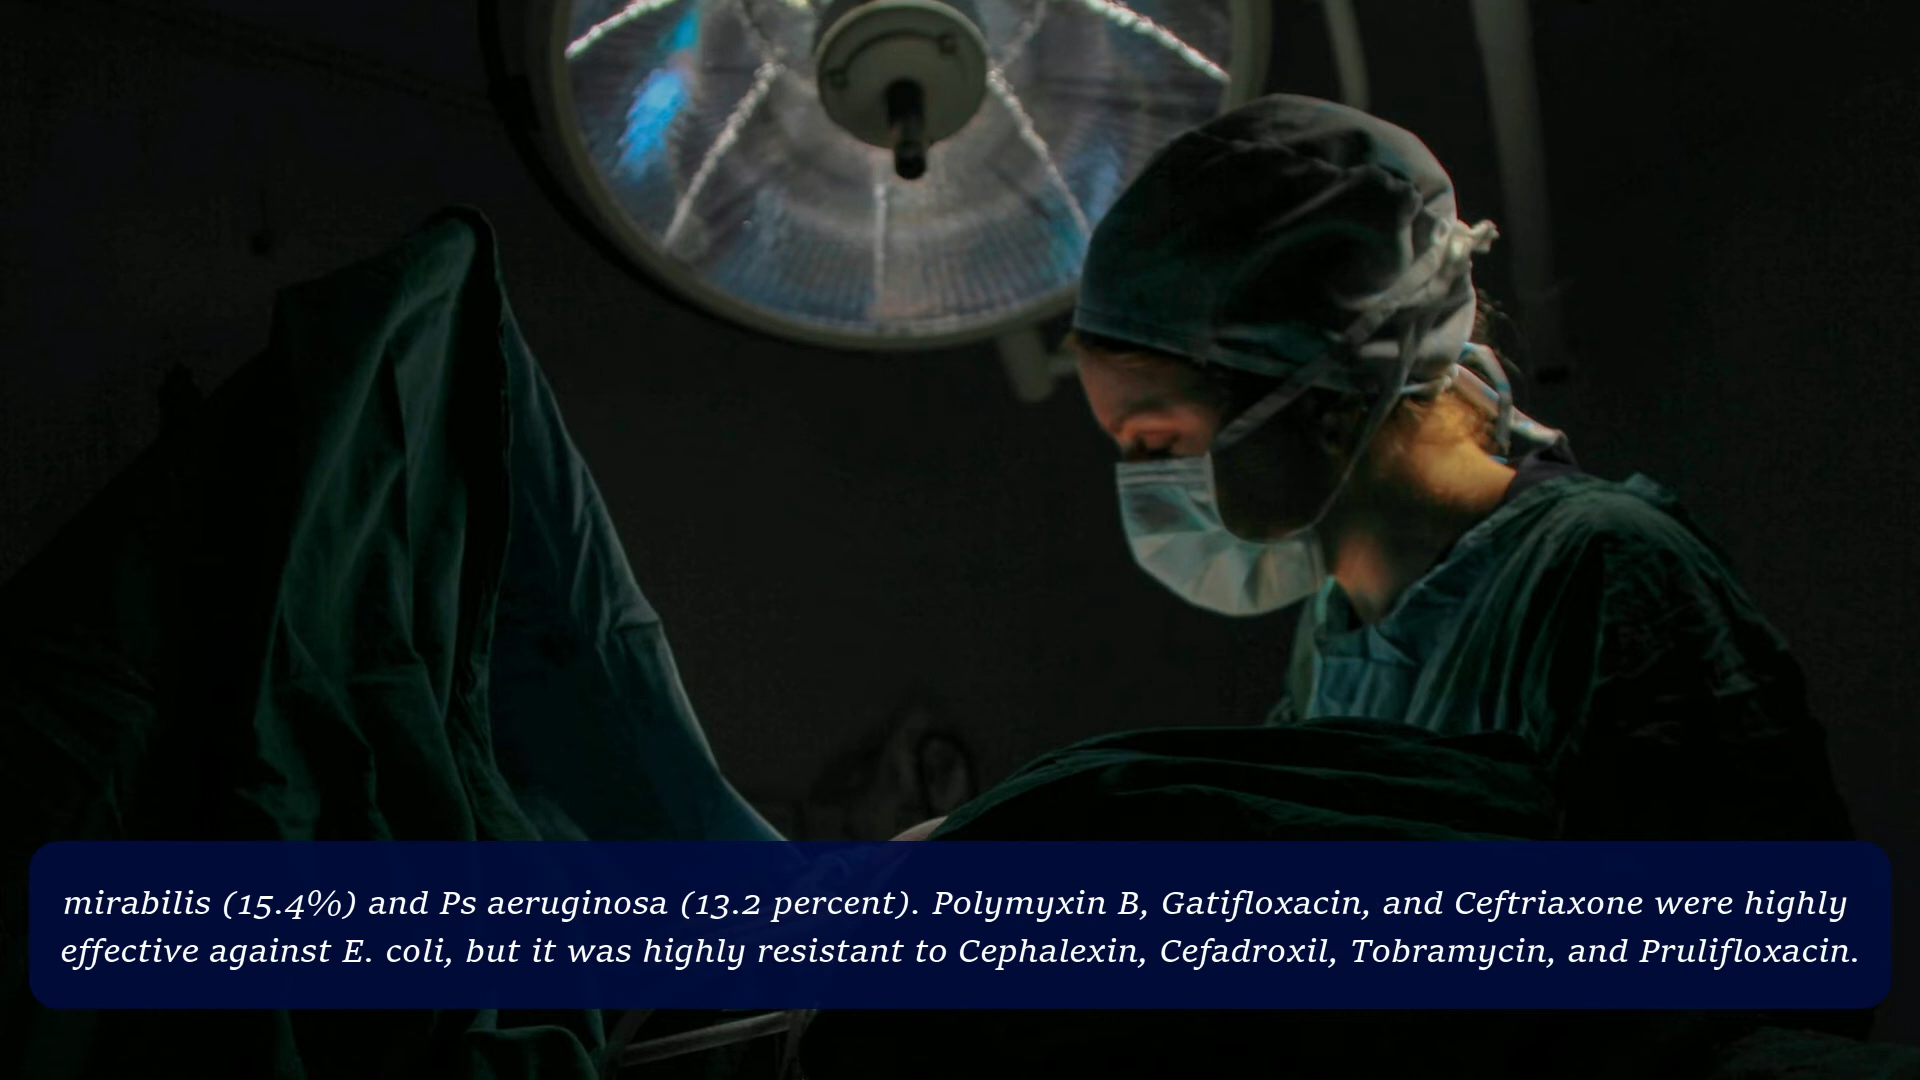 mirabilis (15.4%) and Ps aeruginosa (13.2 percent). Polymyxin B, Gatifloxacin, and Ceftriaxone were highly
effective against E. coli, but it was highly resistant to Cephalexin, Cefadroxil, Tobramycin, and Prulifloxacin.